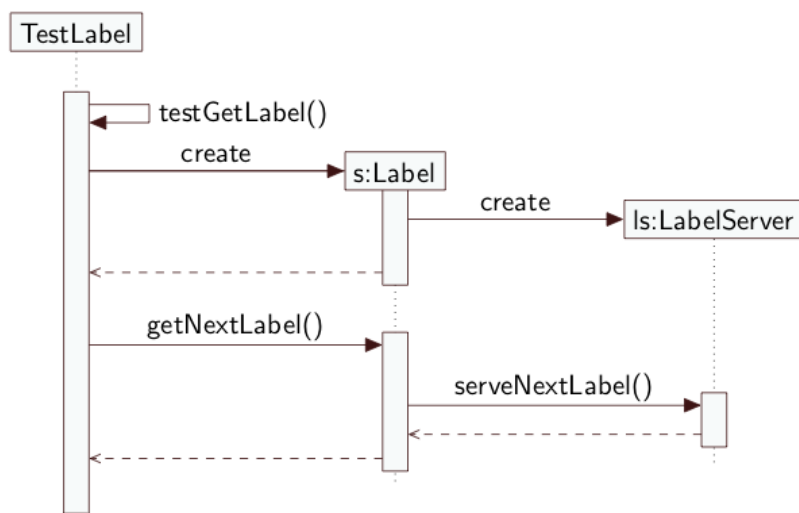 TestLabel
testGetLabel()
create
s:Label
create
ls:LabelServer
getNextLabel()
serveNextLabel()